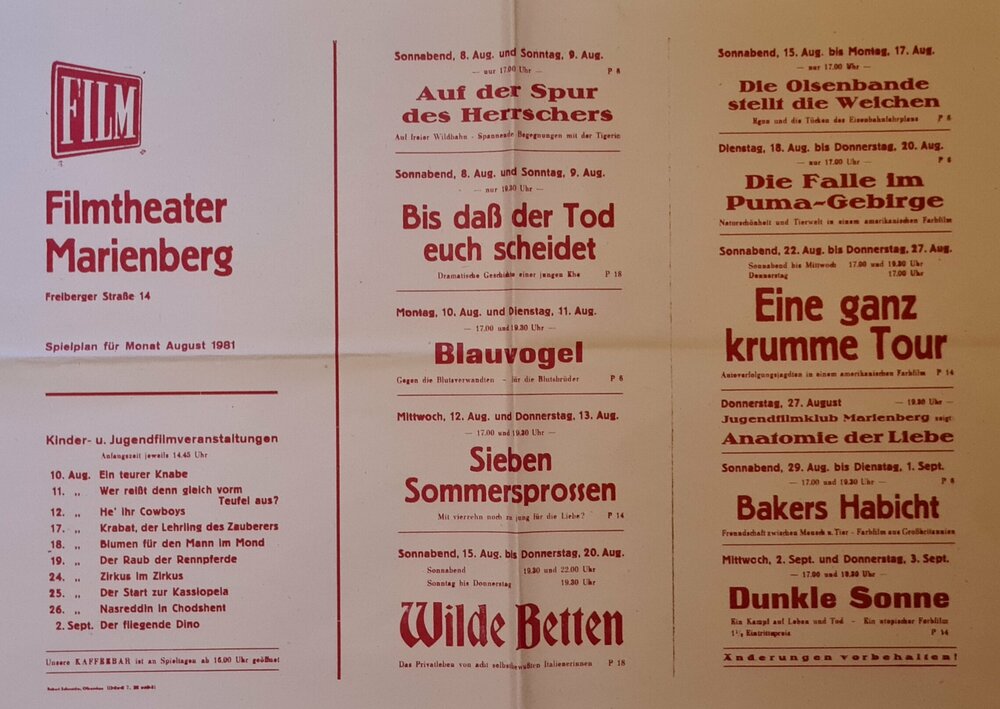 FILM
Filmtheater
Marienberg
Freiberger Straße 14
Spielplan für Monat August 1981
Kinder- u. Jugendfilmveranstaltungen
Anfangszeit jeweils 14.45 Uhr
10. Aug. Ein teurer Knabe
11. „ Wer reißt denn gleich vorm
Teufel aus?
12. „ He' ihr Cowboys
17. „ Krabat, der Lehrling des Zauberers
18. „ Blumen für den Mann im Mond
19. „ Der Raub der Rennpferde
24. „ Zirkus im Zirkus
25. „ Der Start zur Kassiopeia
26. „ Nasreddin in Chodshent
2. Sept. Der fliegende Dino
Unsere KAFFEEBAR ist an Spieltagen ab 15.00 Uhr geöffnet
Sonnabend, 8. Aug. und Sonntag, 9. Aug.
— nur 17.00 Uhr — P 6
Auf der Spur
des Herrschers
Auf freier Wildbahn - Spannende Begegnungen mit der Tigerin
Sonnabend, 8. Aug. und Sonntag, 9. Aug.
— nur 19.30 Uhr —
Bis daß der Tod
euch scheidet
Dramatische Geschichte einer jungen Ehe P 18
Montag, 10. Aug. und Dienstag, 11. Aug.
— 17.00 und 19.30 Uhr —
Blauvogel
Gegen die Blutsverwandten - für die Blutsbrüder P 6
Mittwoch, 12. Aug. und Donnerstag, 13. Aug.
— 17.00 und 19.30 Uhr —
Sieben
Sommersprossen
Mit vierzehn noch zu jung für die Liebe? P 14
Sonnabend, 15. Aug. bis Donnerstag, 20. Aug.
Sonnabend 19.30 und 22.00 Uhr
Sonntag bis Donnerstag 19.30 Uhr
Wilde Betten
Das Privatleben von acht selbstbewußten Italienerinnen P 18
Sonnabend, 15. Aug. bis Montag, 17. Aug.
— nur 17.00 Uhr —
Die Olsenbande
stellt die Weichen
Egon und die Tücken des Eisenbahnfahrplans P 6
Dienstag, 18. Aug. bis Donnerstag, 20. Aug.
— nur 17.00 Uhr — P 6
Die Falle im
Puma-Gebirge
Naturschönheit und Tierwelt in einem amerikanischen Farbfilm
Sonnabend, 22. Aug. bis Donnerstag, 27. Aug.
Sonnabend bis Mittwoch 17.00 und 19.30 Uhr
Donnerstag 17.00 Uhr
Eine ganz
krumme Tour
Autoverfolgungsjagden in einem amerikanischen Farbfilm P 14
Donnerstag, 27. August — 19.30 Uhr —
Jugendfilmklub Marienberg zeigt:
Anatomie der Liebe
Sonnabend, 29. Aug. bis Dienstag, 1. Sept.
— 17.00 und 19.30 Uhr — P 6
Bakers Habicht
Freundschaft zwischen Mensch u. Tier - Farbfilm aus Großbritannien
Mittwoch, 2. Sept. und Donnerstag, 3. Sept.
— 17.00 und 19.30 Uhr —
Dunkle Sonne
Ein Kampf auf Leben und Tod - Ein utopischer Farbfilm
1½ Eintrittspreis P 14
Änderungen vorbehalten!